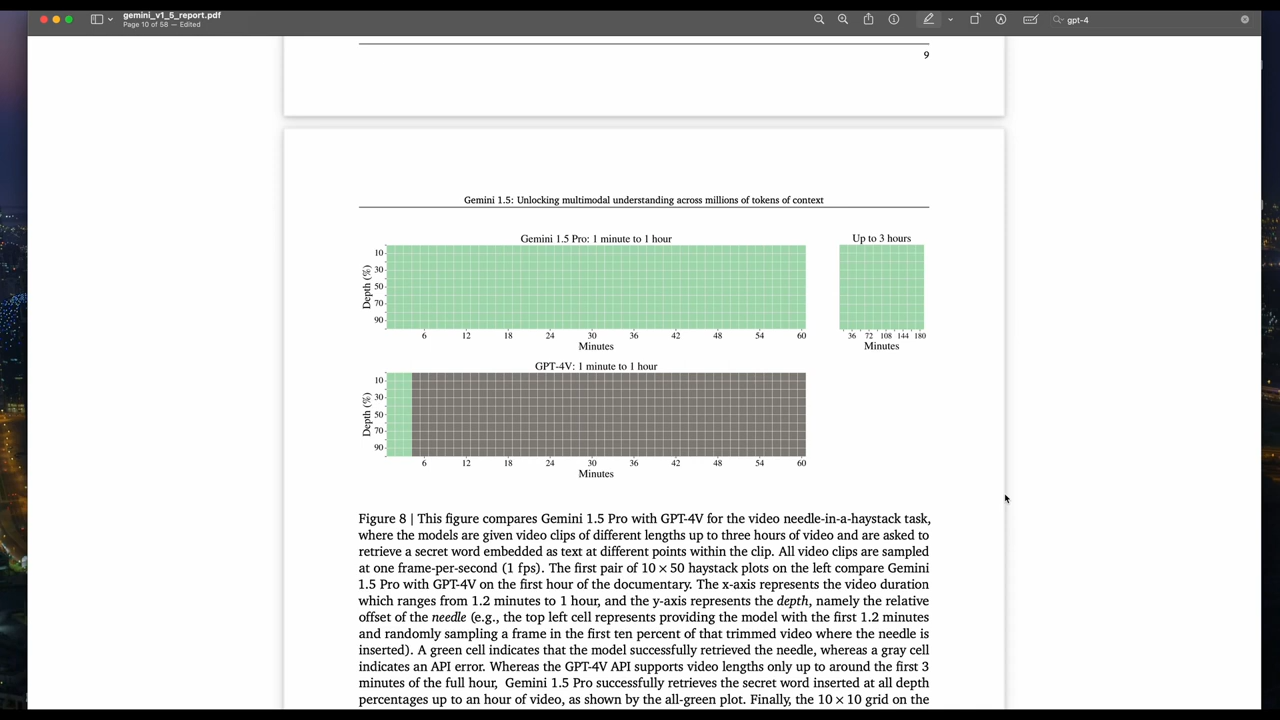 gemini_v1_5_report.pdf
Page 10 of 58 — Edited
gpt-4
9
Gemini 1.5: Unlocking multimodal understanding across millions of tokens of context
Gemini 1.5 Pro: 1 minute to 1 hour
Up to 3 hours
Depth (%)
10
30
50
70
90
6 12 18 24 30 36 42 48 54 60
Minutes
36 72 108 144 180
Minutes
GPT-4V: 1 minute to 1 hour
Depth (%)
10
30
50
70
90
6 12 18 24 30 36 42 48 54 60
Minutes
Figure 8 | This figure compares Gemini 1.5 Pro with GPT-4V for the video needle-in-a-haystack task,
where the models are given video clips of different lengths up to three hours of video and are asked to
retrieve a secret word embedded as text at different points within the clip. All video clips are sampled
at one frame-per-second (1 fps). The first pair of 10 × 50 haystack plots on the left compare Gemini
1.5 Pro with GPT-4V on the first hour of the documentary. The x-axis represents the video duration
which ranges from 1.2 minutes to 1 hour, and the y-axis represents the depth, namely the relative
offset of the needle (e.g., the top left cell represents providing the model with the first 1.2 minutes
and randomly sampling a frame in the first ten percent of that trimmed video where the needle is
inserted). A green cell indicates that the model successfully retrieved the needle, whereas a gray cell
indicates an API error. Whereas the GPT-4V API supports video lengths only up to around the first 3
minutes of the full hour, Gemini 1.5 Pro successfully retrieves the secret word inserted at all depth
percentages up to an hour of video, as shown by the all-green plot. Finally, the 10 × 10 grid on the